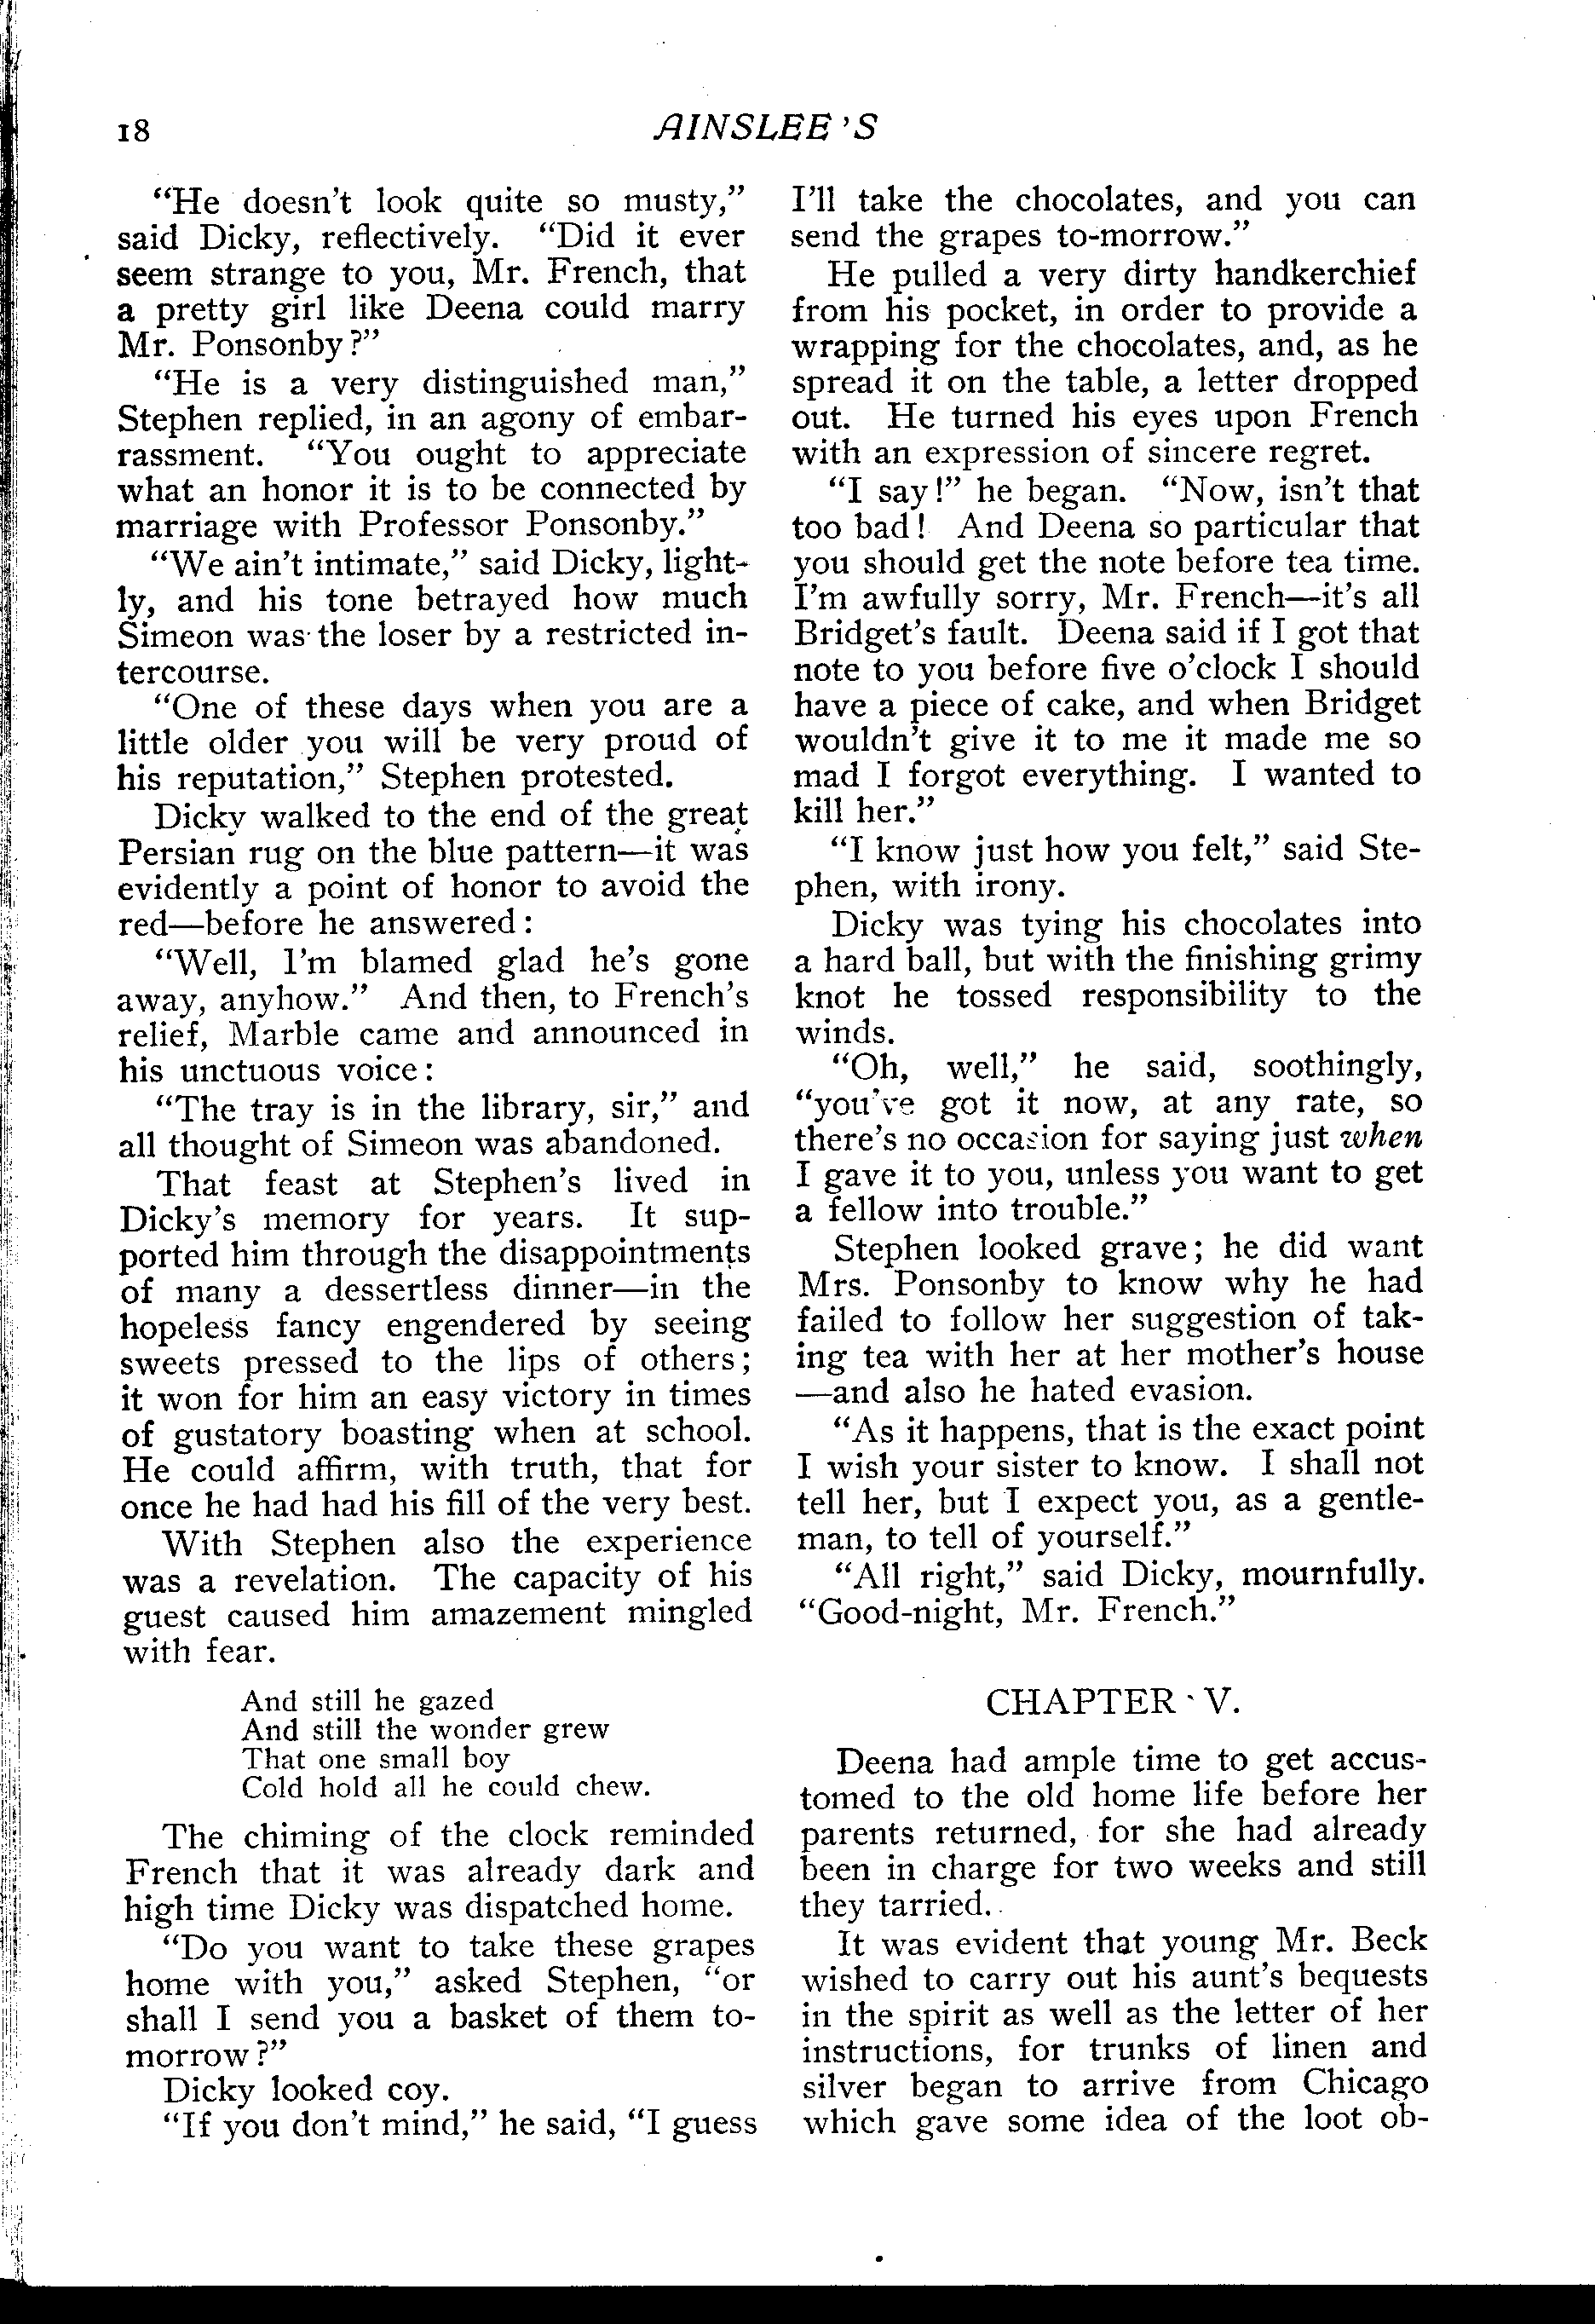 18
AINSLEE'S
"He doesn't look quite so musty,"
said Dicky, reflectively. "Did it ever
seem strange to you, Mr. French, that
a pretty girl like Deena could marry
Mr. Ponsonby?"
"He is a very distinguished man,"
Stephen replied, in an agony of embar-
rassment. "You ought to appreciate
what an honor it is to be connected by
marriage with Professor Ponsonby."
"We ain't intimate," said Dicky, light-
ly, and his tone betrayed how much
Simeon was the loser by a restricted in-
tercourse.
"One of these days when you are a
little older you will be very proud of
his reputation," Stephen protested.
Dicky walked to the end of the great
Persian rug on the blue pattern—it was
evidently a point of honor to avoid the
red—before he answered:
"Well, I'm blamed glad he's gone
away, anyhow." And then, to French's
relief, Marble came and announced in
his unctuous voice:
"The tray is in the library, sir," and
all thought of Simeon was abandoned.
That feast at Stephen's lived in
Dicky's memory for years. It sup-
ported him through the disappointments
of many a dessertless dinner—in the
hopeless fancy engendered by seeing
sweets pressed to the lips of others;
it won for him an easy victory in times
of gustatory boasting when at school.
He could affirm, with truth, that for
once he had had his fill of the very best.
With Stephen also the experience
was a revelation. The capacity of his
guest caused him amazement mingled
with fear.
And still he gazed
And still the wonder grew
That one small boy
Cold hold all he could chew.
The chiming of the clock reminded
French that it was already dark and
high time Dicky was dispatched home.
"Do you want to take these grapes
home with you," asked Stephen, "or
shall I send you a basket of them to-
morrow?"
Dicky looked coy.
"If you don't mind," he said, "I guess
I'll take the chocolates, and you can
send the grapes to-morrow."
He pulled a very dirty handkerchief
from his pocket, in order to provide a
wrapping for the chocolates, and, as he
spread it on the table, a letter dropped
out. He turned his eyes upon French
with an expression of sincere regret.
"I say!" he began. "Now, isn't that
too bad! And Deena so particular that
you should get the note before tea time.
I'm awfully sorry, Mr. French—it's all
Bridget's fault. Deena said if I got that
note to you before five o'clock I should
have a piece of cake, and when Bridget
wouldn't give it to me it made me so
mad I forgot everything. I wanted to
kill her."
"I know just how you felt," said Ste-
phen, with irony.
Dicky was tying his chocolates into
a hard ball, but with the finishing grimy
knot he tossed responsibility to the
winds.
"Oh, well," he said, soothingly,
"you've got it now, at any rate, so
there's no occasion for saying just when
I gave it to you, unless you want to get
a fellow into trouble."
Stephen looked grave; he did want
Mrs. Ponsonby to know why he had
failed to follow her suggestion of tak-
ing tea with her at her mother's house
—and also he hated evasion.
"As it happens, that is the exact point
I wish your sister to know. I shall not
tell her, but I expect you, as a gentle-
man, to tell of yourself."
"All right," said Dicky, mournfully.
"Good-night, Mr. French."
CHAPTER V.
Deena had ample time to get accus-
tomed to the old home life before her
parents returned, for she had already
been in charge for two weeks and still
they tarried.
It was evident that young Mr. Beck
wished to carry out his aunt's bequests
in the spirit as well as the letter of her
instructions, for trunks of linen and
silver began to arrive from Chicago
which gave some idea of the loot ob-